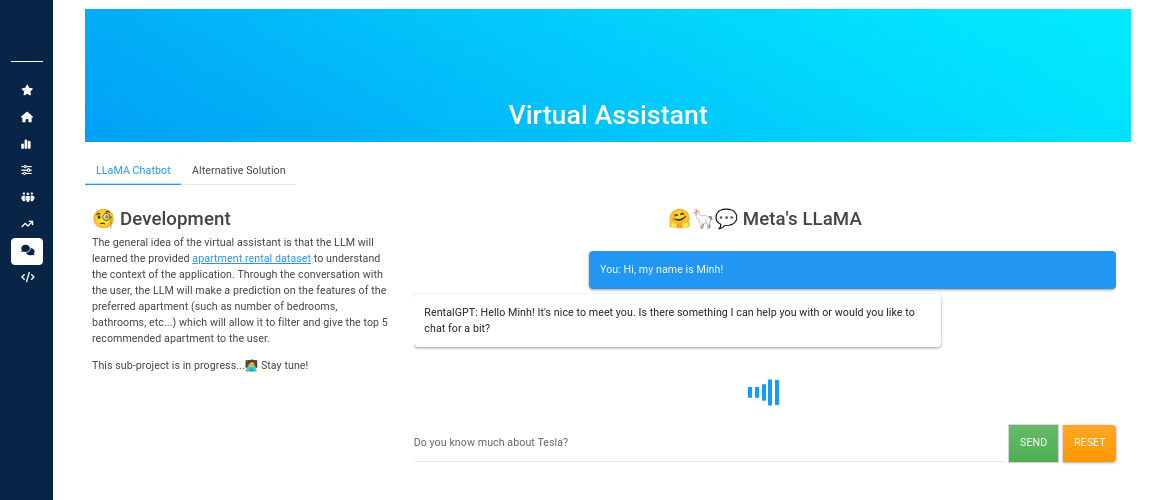 Virtual Assistant
LLaMA Chatbot
Alternative Solution
🧐 Development
The general idea of the virtual assistant is that the LLM will
learned the provided apartment rental dataset to understand
the context of the application. Through the conversation with
the user, the LLM will make a prediction on the features of the
preferred apartment (such as number of bedrooms,
bathrooms, etc...) which will allow it to filter and give the top 5
recommended apartment to the user.
This sub-project is in progress...🧑‍💻 Stay tune!
🤗🦙💬 Meta's LLaMA
You: Hi, my name is Minh!
RentalGPT: Hello Minh! It's nice to meet you. Is there something I can help you with or would you like to
chat for a bit?
Do you know much about Tesla?
SEND
RESET